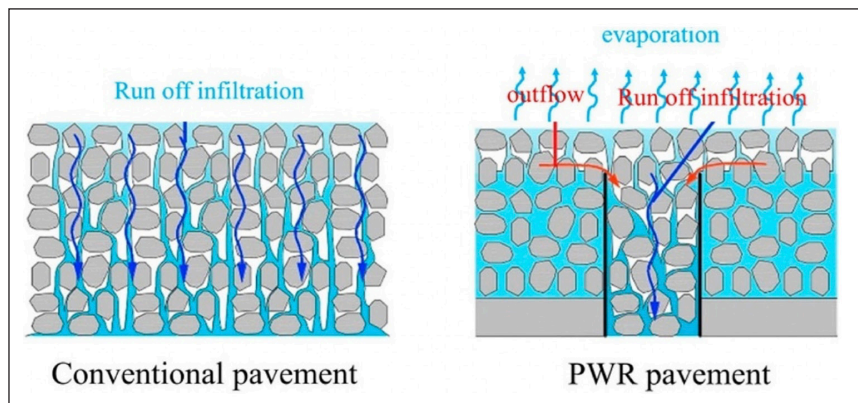 evaporation
Run off infiltration
outflow
Run off infiltration
Conventional pavement
PWR pavement